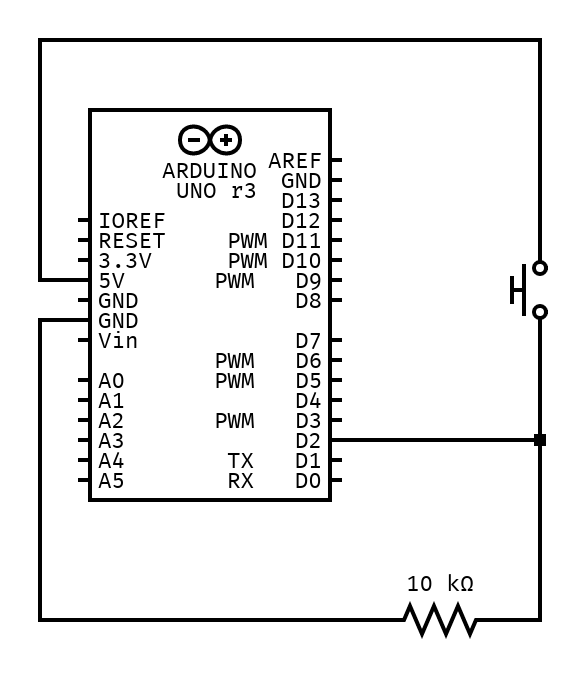 ARDUINO
UNO r3
AREF
GND
D13
IOREF D12
RESET PWM D11
3.3V PWM D10
5V PWM D9
GND D8
GND
Vin D7
PWM D6
A0 PWM D5
A1 D4
A2 PWM D3
A3 D2
A4 TX D1
A5 RX D0
10 kΩ